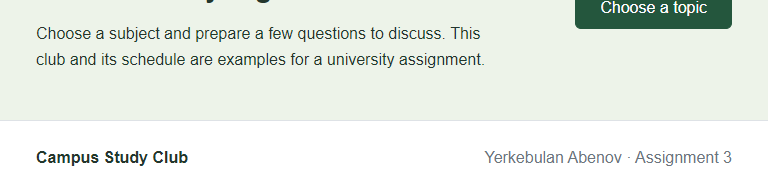 Choose a topic
Choose a subject and prepare a few questions to discuss. This
club and its schedule are examples for a university assignment.
Campus Study Club
Yerkebulan Abenov · Assignment 3